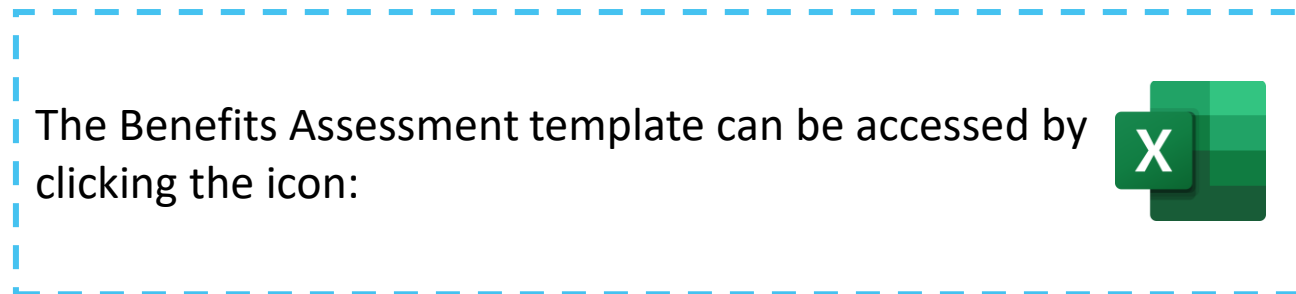 The Benefits Assessment template can be accessed by
clicking the icon:
X